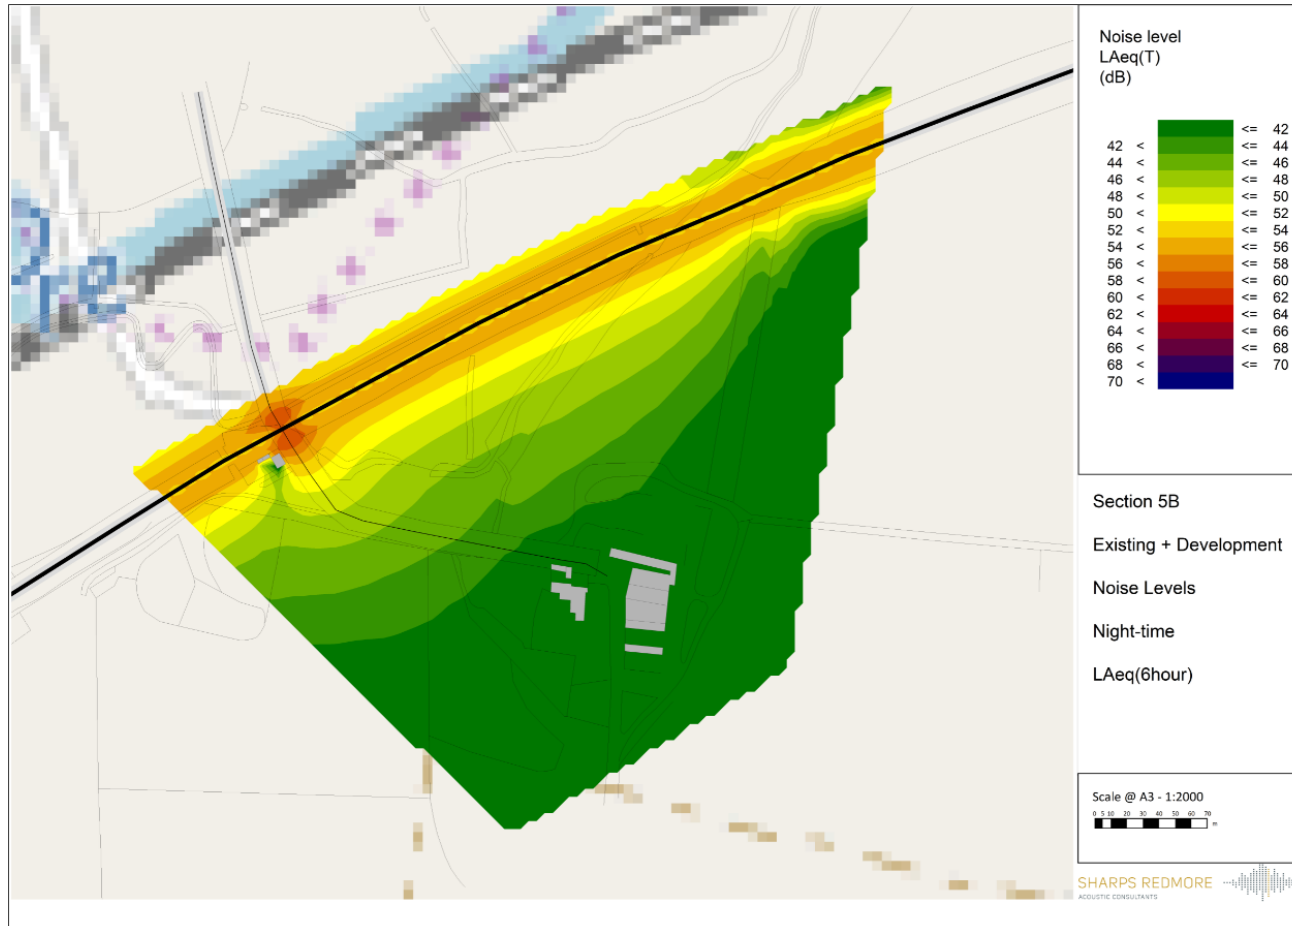 Noise level
LAeq(T)
(dB)
<= 42
42 < <= 44
44 < <= 46
46 < <= 48
48 < <= 50
50 < <= 52
52 < <= 54
54 < <= 56
56 < <= 58
58 < <= 60
60 < <= 62
62 < <= 64
64 < <= 66
66 < <= 68
68 < <= 70
70 <
Section 5B
Existing + Development
Noise Levels
Night-time
LAeq(6hour)
Scale @ A3 - 1:2000
0 5 10 20 30 40 50 60 70
m
SHARPS REDMORE
ACOUSTIC CONSULTANTS